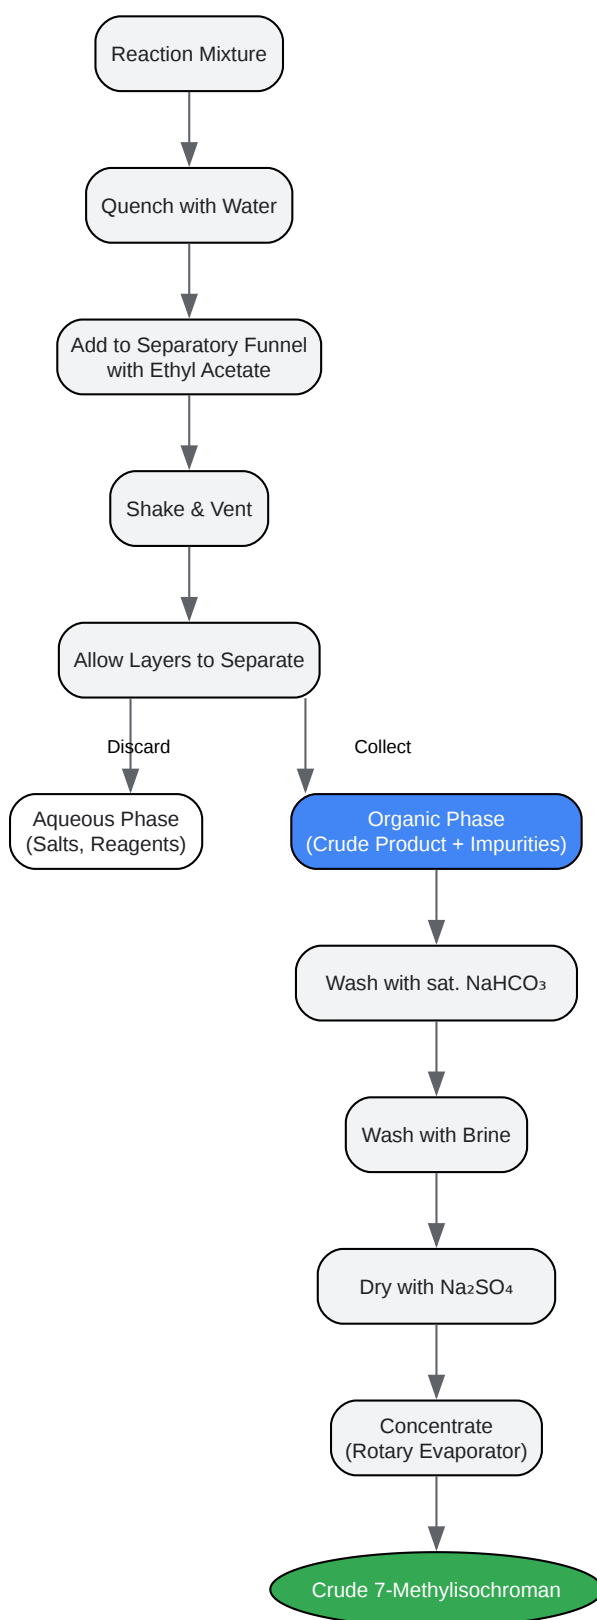 Reaction Mixture
Quench with Water
Add to Separatory Funnel
with Ethyl Acetate
Shake & Vent
Allow Layers to Separate
Discard
Collect
Aqueous Phase
(Salts, Reagents)
Organic Phase
(Crude Product + Impurities)
Wash with sat. NaHCO₃
Wash with Brine
Dry with Na₂SO₄
Concentrate
(Rotary Evaporator)
Crude 7-Methylisochroman